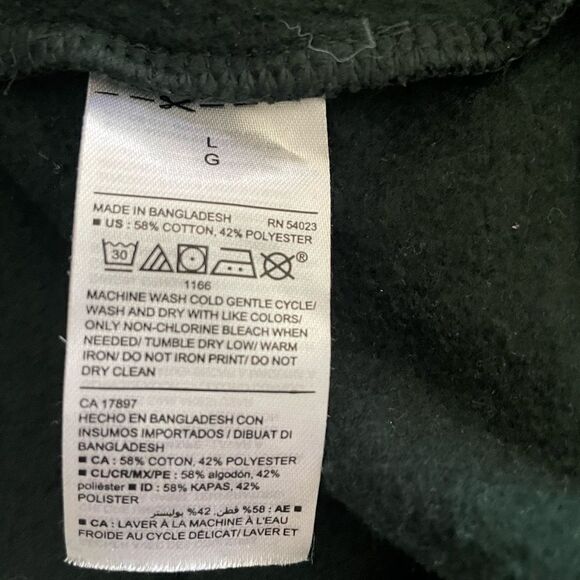 L
G
MADE IN BANGLADESH RN 54023
■ US : 58% COTTON, 42% POLYESTER
30 ®
1166
MACHINE WASH COLD GENTLE CYCLE/
WASH AND DRY WITH LIKE COLORS/
ONLY NON-CHLORINE BLEACH WHEN
NEEDED/ TUMBLE DRY LOW/ WARM
IRON/ DO NOT IRON PRINT/ DO NOT
DRY CLEAN
CA 17897
HECHO EN BANGLADESH CON
INSUMOS IMPORTADOS / DIBUAT DI
BANGLADESH
■ CA : 58% COTON, 42% POLYESTER
■ CL/CR/MX/PE : 58% algodón, 42%
poliéster ■ ID : 58% KAPAS, 42%
POLISTER
■ AE : 58% قطن, 42% بوليستر
■ CA : LAVER À LA MACHINE À L'EAU
FROIDE AU CYCLE DÉLICAT/ LAVER ET